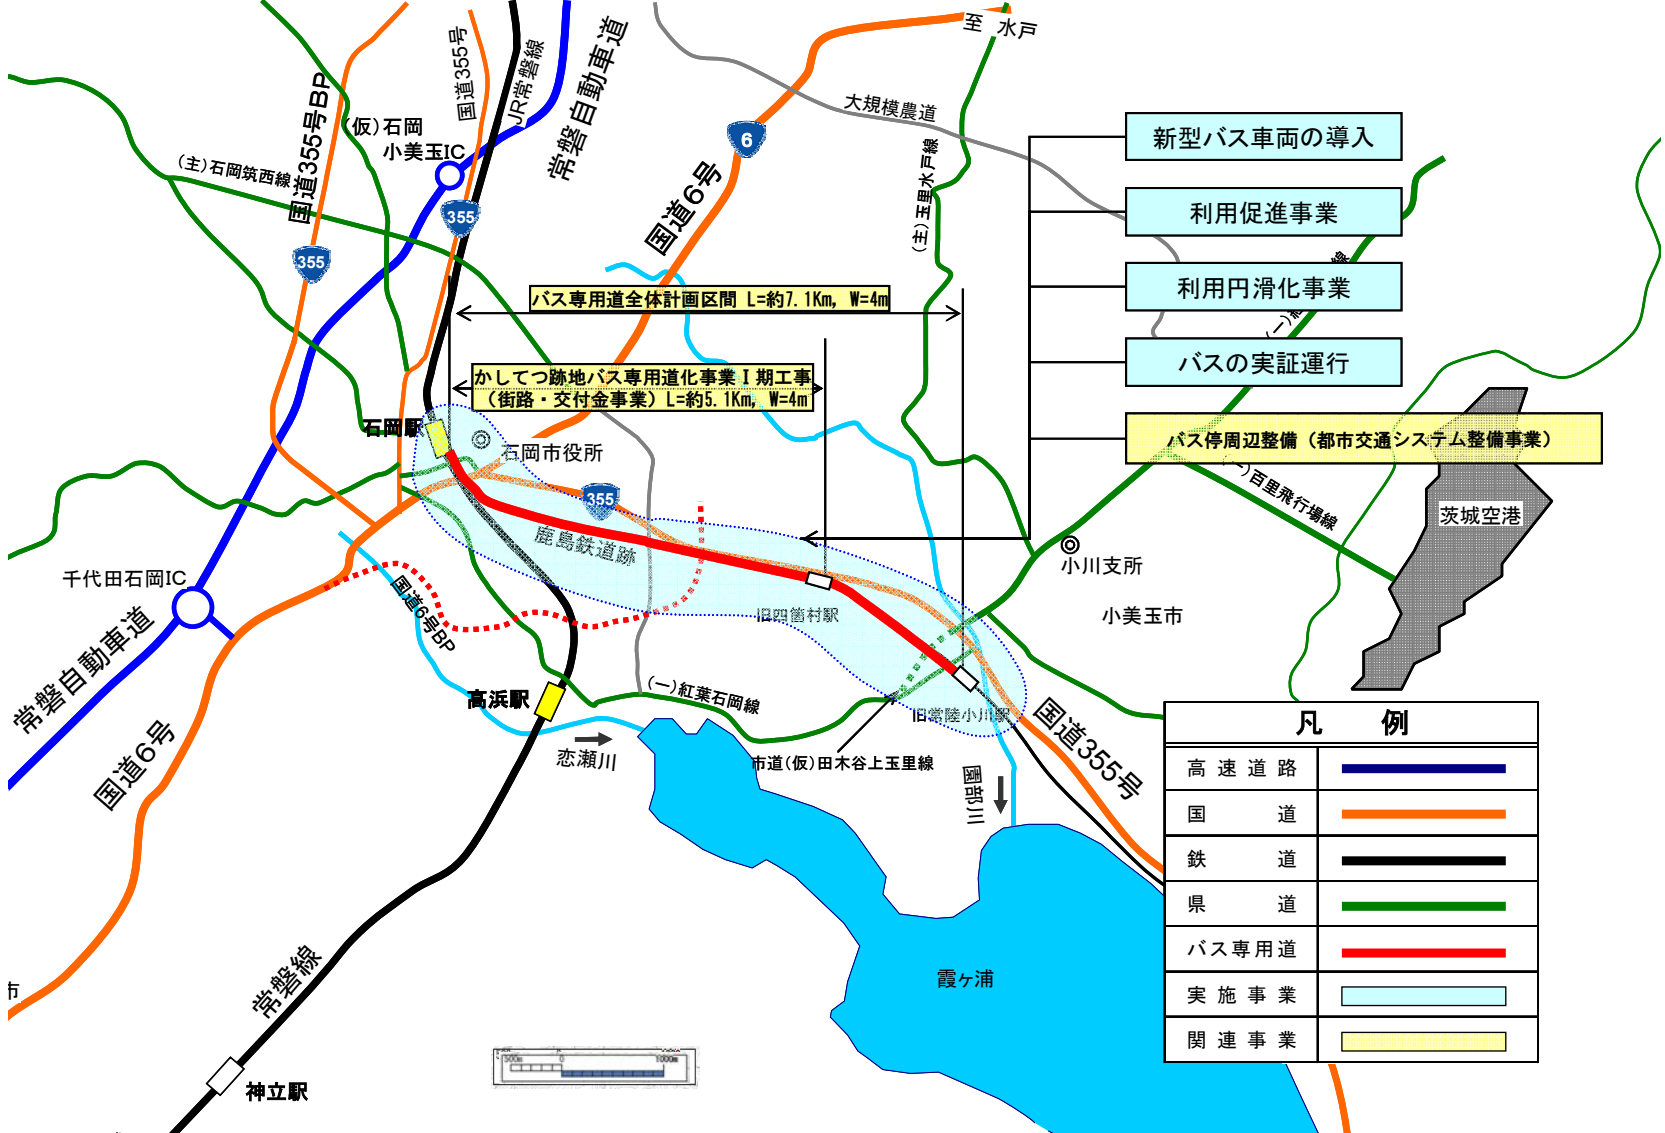 至 水戸
国道355号
JR常磐線
常磐自動車道
国道355号BP
(仮)石岡
小美玉IC
大規模農道
6
国道6号
(主)玉里水戸線
(主)石岡筑西線
355
355
新型バス車両の導入
利用促進事業
利用円滑化事業
バスの実証運行
バス停周辺整備（都市交通システム整備事業）
バス専用道全体計画区間 L=約7.1Km, W=4m
かしてつ跡地バス専用道化事業Ⅰ期工事
（街路・交付金事業）L=約5.1Km, W=4m
石岡駅
石岡市役所
355
鹿島鉄道跡
(一)百里飛行場線
茨城空港
小川支所
小美玉市
千代田石岡IC
常磐自動車道
国道6号BP
旧四箇村駅
高浜駅
(一)紅葉石岡線
旧常陸小川駅
国道355号
国道6号
恋瀬川
市道(仮)田木谷上玉里線
園部川
霞ヶ浦
常磐線
神立駅
市
500m 0 1000m
凡 例
高速道路
国道
鉄道
県道
バス専用道
実施事業
関連事業